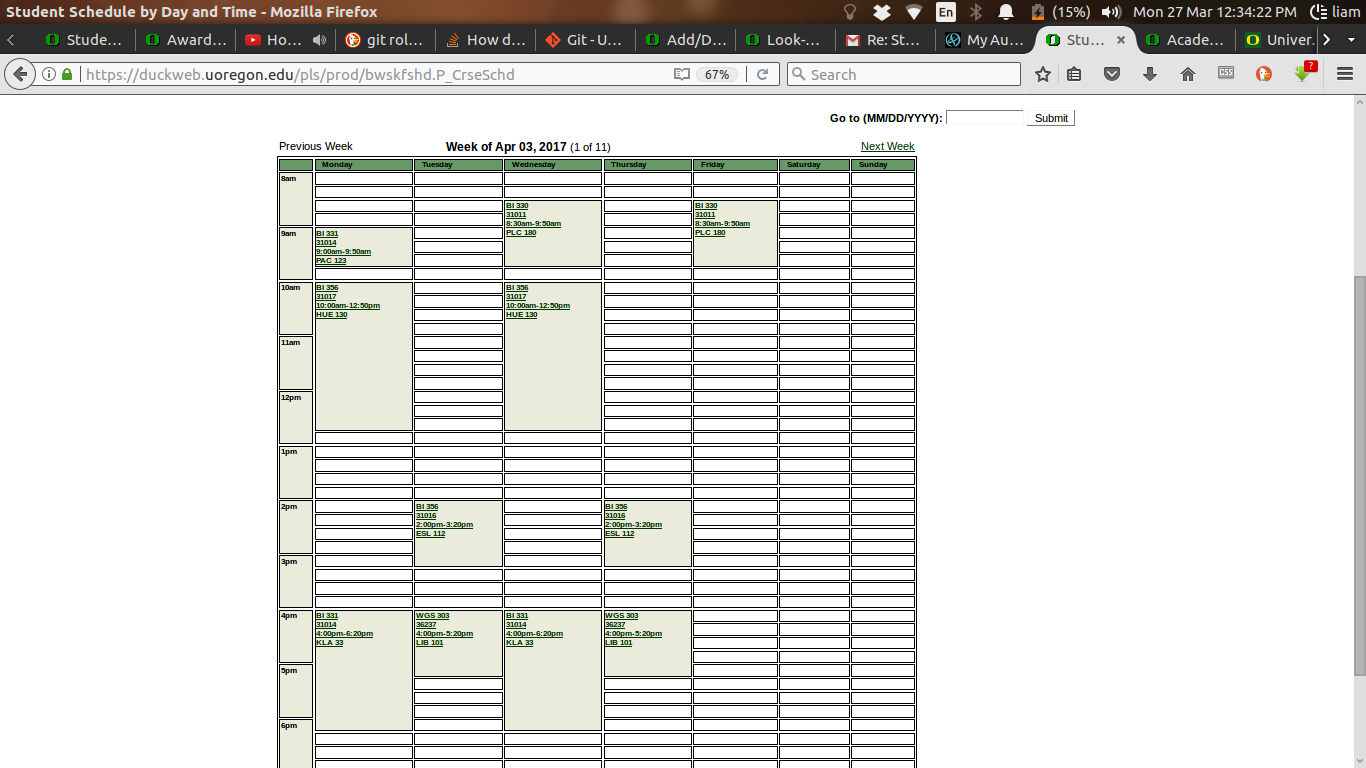 Student Schedule by Day and Time - Mozilla Firefox
En
(15%)
Mon 27 Mar 12:34:22 PM
liam
Stude...
Award...
Ho...
git rol...
How d...
Git - U...
Add/D...
Look-...
Re: St...
My Au...
Stu...
Acade...
Univer.
https://duckweb.uoregon.edu/pls/prod/bwskfshd.P_CrseSchd
67%
Search
CSS
?
Go to (MM/DD/YYYY):
Submit
Previous Week
Week of Apr 03, 2017 (1 of 11)
Next Week
Monday
Tuesday
Wednesday
Thursday
Friday
Saturday
Sunday
8am
BI 330
31011
8:30am-9:50am
PLC 180
BI 330
31011
8:30am-9:50am
PLC 180
9am
BI 331
31014
9:00am-9:50am
PAC 123
10am
BI 356
31017
10:00am-12:50pm
HUE 130
BI 356
31017
10:00am-12:50pm
HUE 130
11am
12pm
1pm
2pm
BI 356
31016
2:00pm-3:20pm
ESL 112
BI 356
31016
2:00pm-3:20pm
ESL 112
3pm
4pm
BI 331
31014
4:00pm-6:20pm
KLA 33
WGS 303
36237
4:00pm-5:20pm
LIB 101
BI 331
31014
4:00pm-6:20pm
KLA 33
WGS 303
36237
4:00pm-5:20pm
LIB 101
5pm
6pm